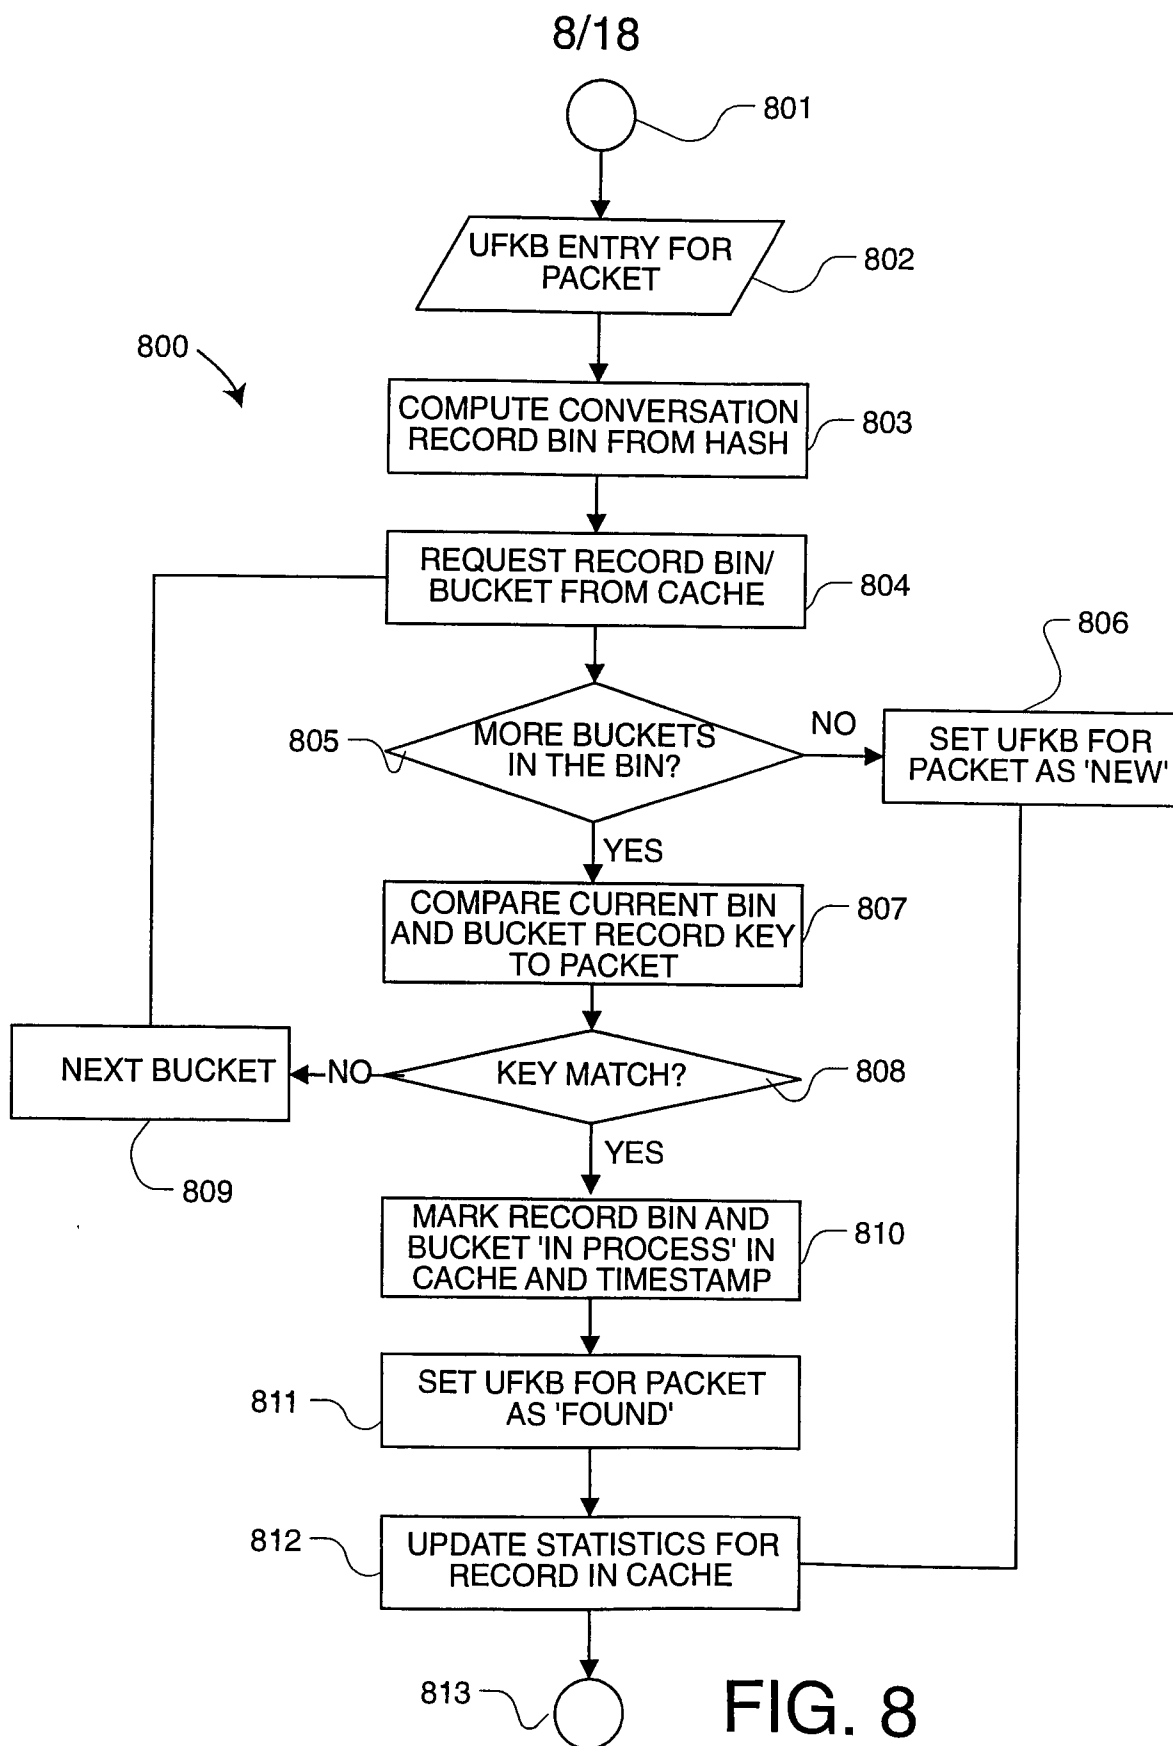 8/18
801
UFKB ENTRY FOR
PACKET
802
800
COMPUTE CONVERSATION
RECORD BIN FROM HASH
803
REQUEST RECORD BIN/
BUCKET FROM CACHE
804
806
805
MORE BUCKETS
IN THE BIN?
NO
SET UFKB FOR
PACKET AS 'NEW'
YES
COMPARE CURRENT BIN
AND BUCKET RECORD KEY
TO PACKET
807
NEXT BUCKET
NO
KEY MATCH?
808
YES
809
MARK RECORD BIN AND
BUCKET 'IN PROCESS' IN
CACHE AND TIMESTAMP
810
811
SET UFKB FOR PACKET
AS 'FOUND'
812
UPDATE STATISTICS FOR
RECORD IN CACHE
813
FIG. 8